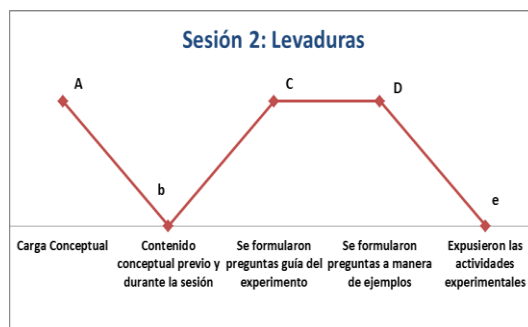 Sesión 2: Levaduras
A
C
D
b
e
Carga Conceptual
Contenido
conceptual previo y
durante la sesión
Se formularon
preguntas guía del
experimento
Se formularon
preguntas a manera
de ejemplos
Expusieron las
actividades
experimentales